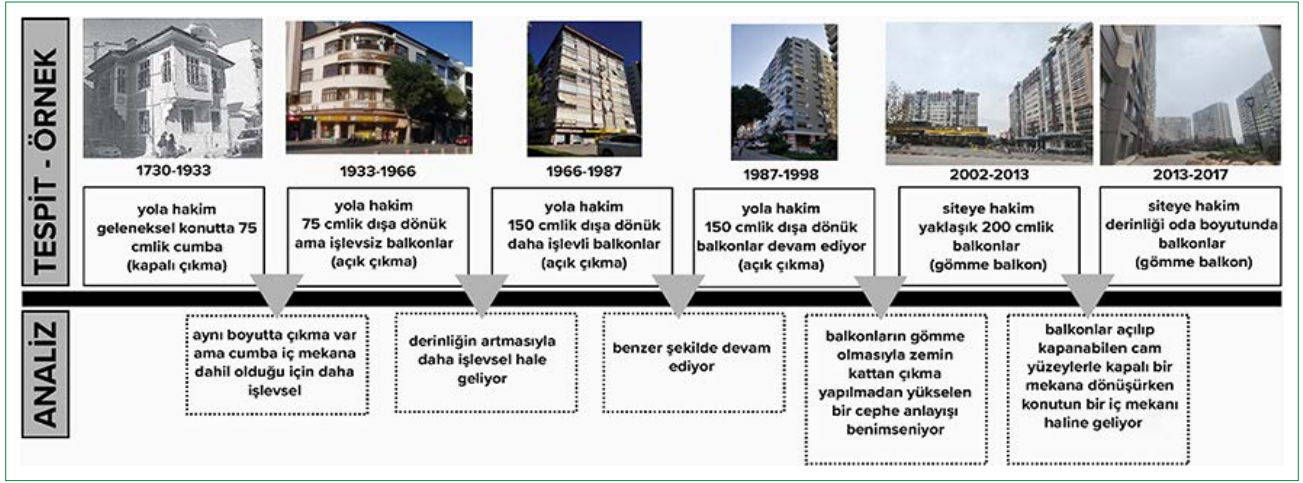 TESPİT - ÖRNEK
1730-1933
yola hakim
geleneksel konutta 75
cmlik cumba
(kapalı çıkma)
1933-1966
yola hakim
75 cmlik dışa dönük
ama işlevsiz balkonlar
(açık çıkma)
1966-1987
yola hakim
150 cmlik dışa dönük
daha işlevli balkonlar
(açık çıkma)
1987-1998
yola hakim
150 cmlik dışa dönük
balkonlar devam ediyor
(açık çıkma)
2002-2013
siteye hakim
yaklaşık 200 cmlik
balkonlar
(gömme balkon)
2013-2017
siteye hakim
derinliği oda boyutunda
balkonlar
(gömme balkon)
ANALİZ
aynı boyutta çıkma var
ama cumba iç mekana
dahil olduğu için daha
işlevsel
derinliğin artmasıyla
daha işlevsel hale
geliyor
benzer şekilde devam
ediyor
balkonların gömme
olmasıyla zemin
kattan çıkma
yapılmadan yükselen
bir cephe anlayışı
benimseniyor
balkonlar açılıp
kapanabilen cam
yüzeylerle kapalı bir
mekana dönüşürken
konutun bir iç mekanı
haline geliyor